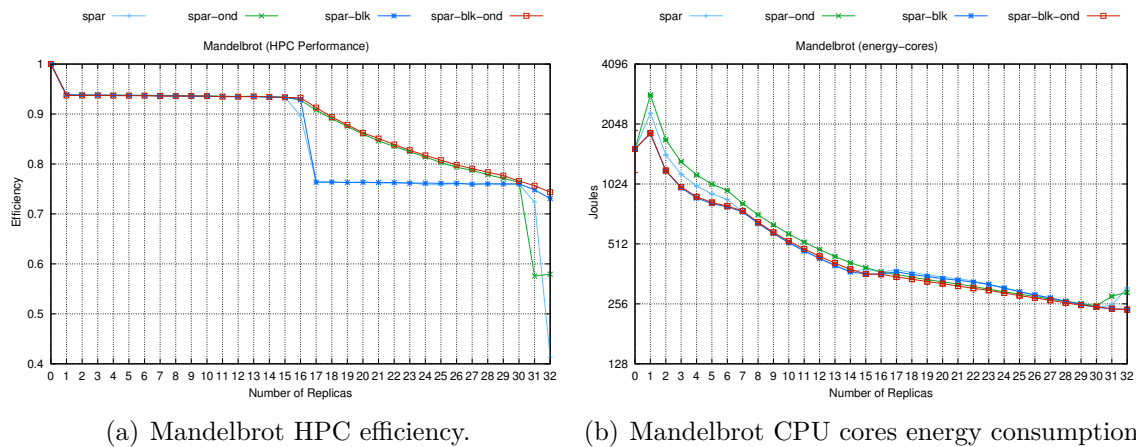 spar spar-ond spar-blk spar-blk-ond
Mandelbrot (HPC Performance)
Efficiency
1
0.9
0.8
0.7
0.6
0.5
0.4
0 1 2 3 4 5 6 7 8 9 10 11 12 13 14 15 16 17 18 19 20 21 22 23 24 25 26 27 28 29 30 31 32
Number of Replicas
(a) Mandelbrot HPC efficiency.
spar spar-ond spar-blk spar-blk-ond
Mandelbrot (energy-cores)
Joules
4096
2048
1024
512
256
128
0 1 2 3 4 5 6 7 8 9 10 11 12 13 14 15 16 17 18 19 20 21 22 23 24 25 26 27 28 29 30 31 32
Number of Replicas
(b) Mandelbrot CPU cores energy consumption